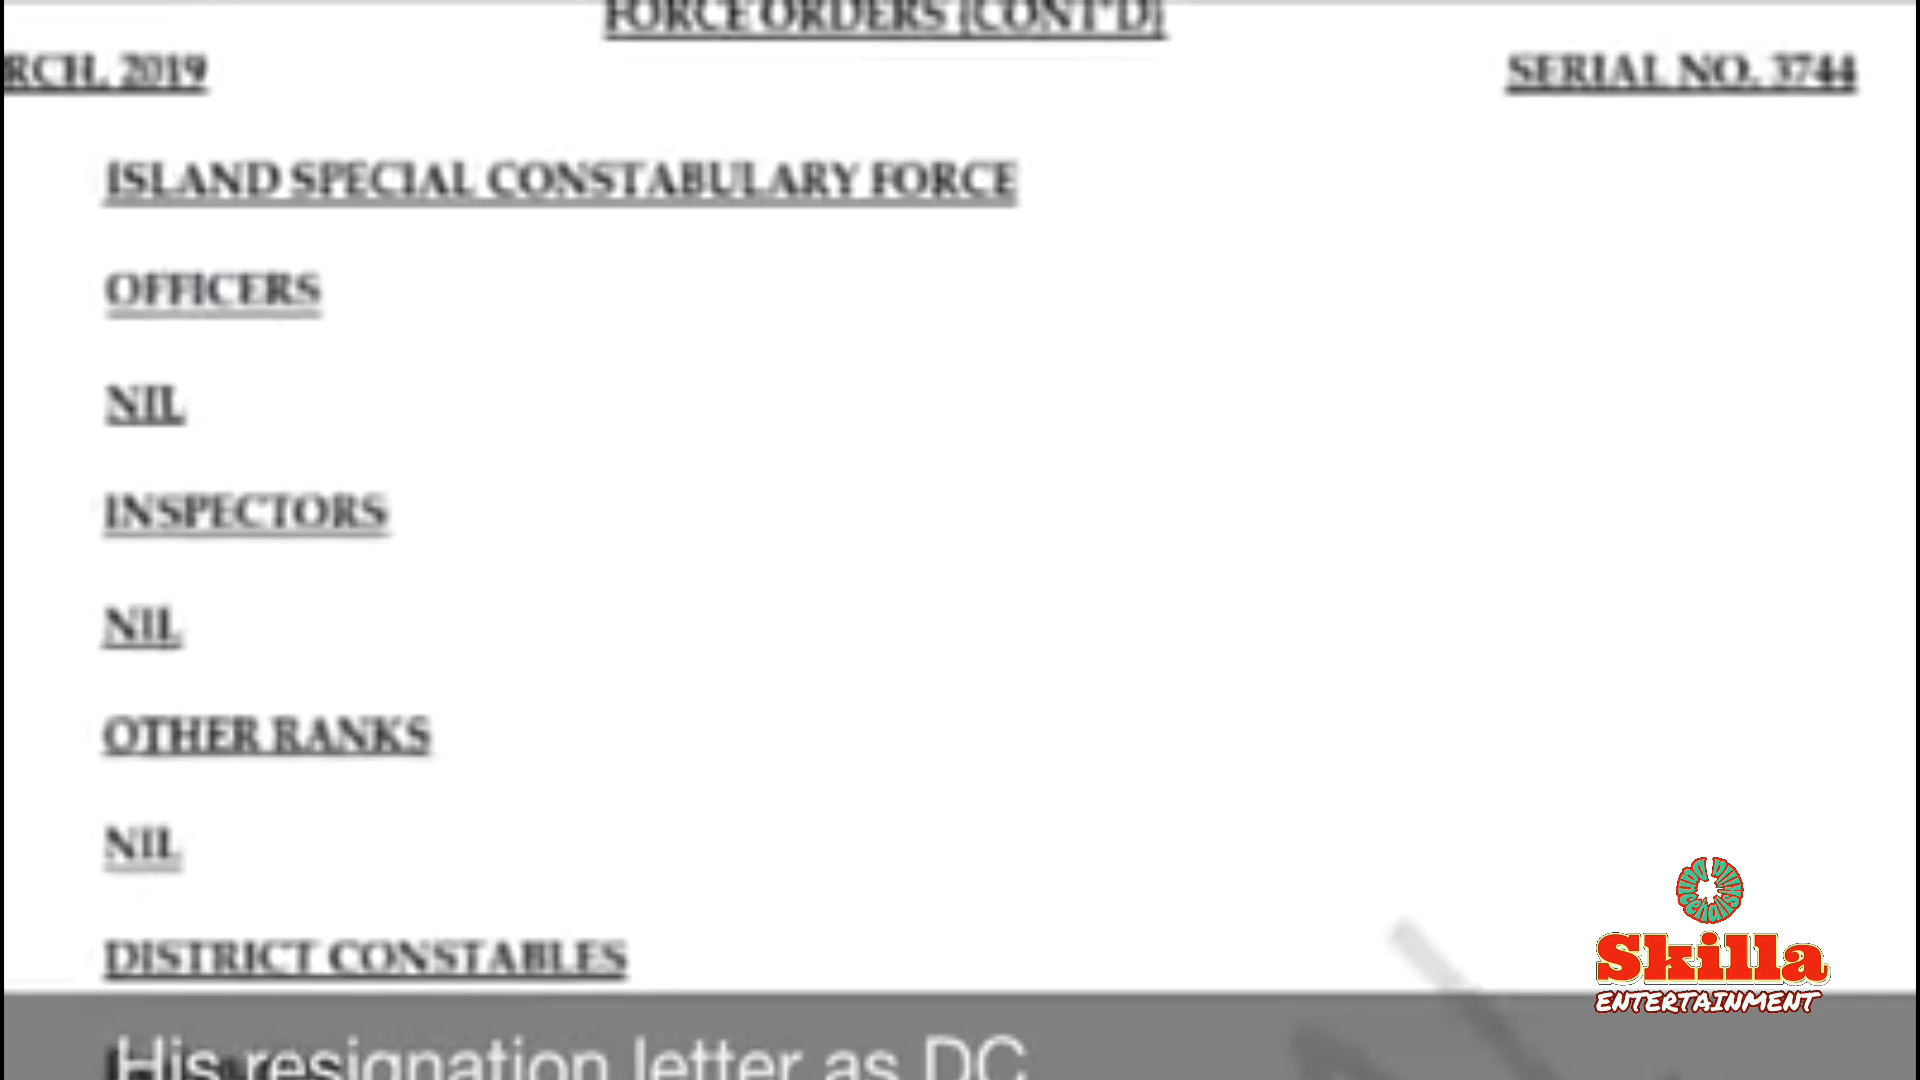 FORCE ORDERS (CONT'D)
RCH, 2019
SERIAL NO. 3744
ISLAND SPECIAL CONSTABULARY FORCE
OFFICERS
NIL
INSPECTORS
NIL
OTHER RANKS
NIL
DISTRICT CONSTABLES
His resignation letter as DC
Skilla
ENTERTAINMENT